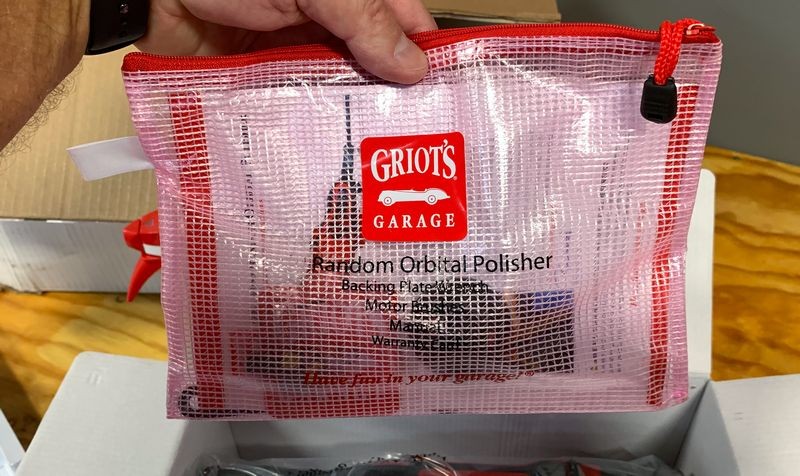 GRIOT'S
GARAGE
Random Orbital Polisher
Backing Plate Wrench
Motor Brushes
Manual
Warranty Card
Have fun in your garage!®